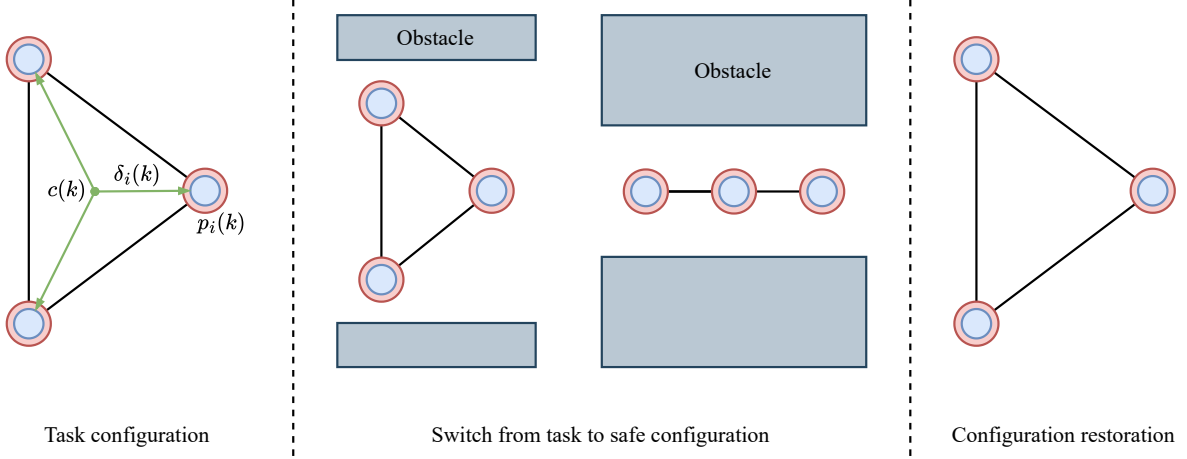 Obstacle
Obstacle
δᵢ(k)
c(k)
pᵢ(k)
Task configuration
Switch from task to safe configuration
Configuration restoration